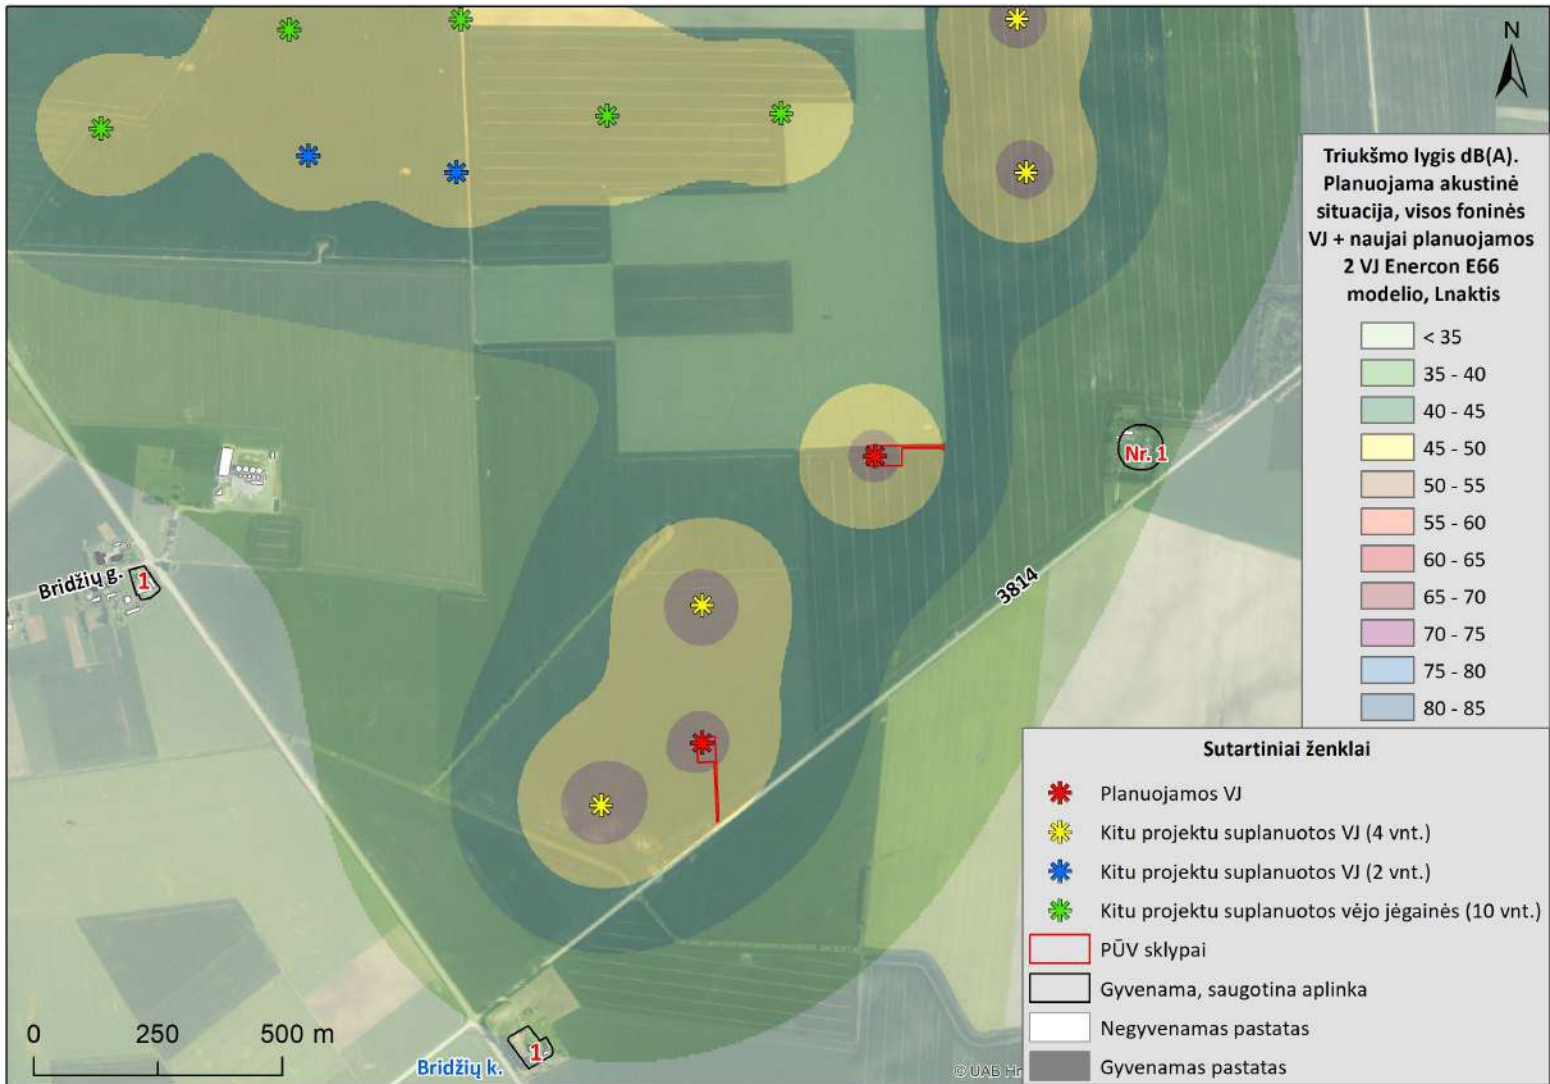 N
Triukšmo lygis dB(A).
Planuojama akustinė
situacija, visos foninės
VJ + naujai planuojamos
2 VJ Enercon E66
modelio, Lnaktis
< 35
35 - 40
40 - 45
45 - 50
50 - 55
55 - 60
60 - 65
65 - 70
70 - 75
75 - 80
80 - 85
Nr. 1
Bridžių g.
1
3814
Sutartiniai ženklai
Planuojamos VJ
Kitu projektu suplanuotos VJ (4 vnt.)
Kitu projektu suplanuotos VJ (2 vnt.)
Kitu projektu suplanuotos vėjo jėgainės (10 vnt.)
PŪV sklypai
Gyvenama, saugotina aplinka
Negyvenamas pastatas
Gyvenamas pastatas
0 250 500 m
1
Bridžių k.
© UAB